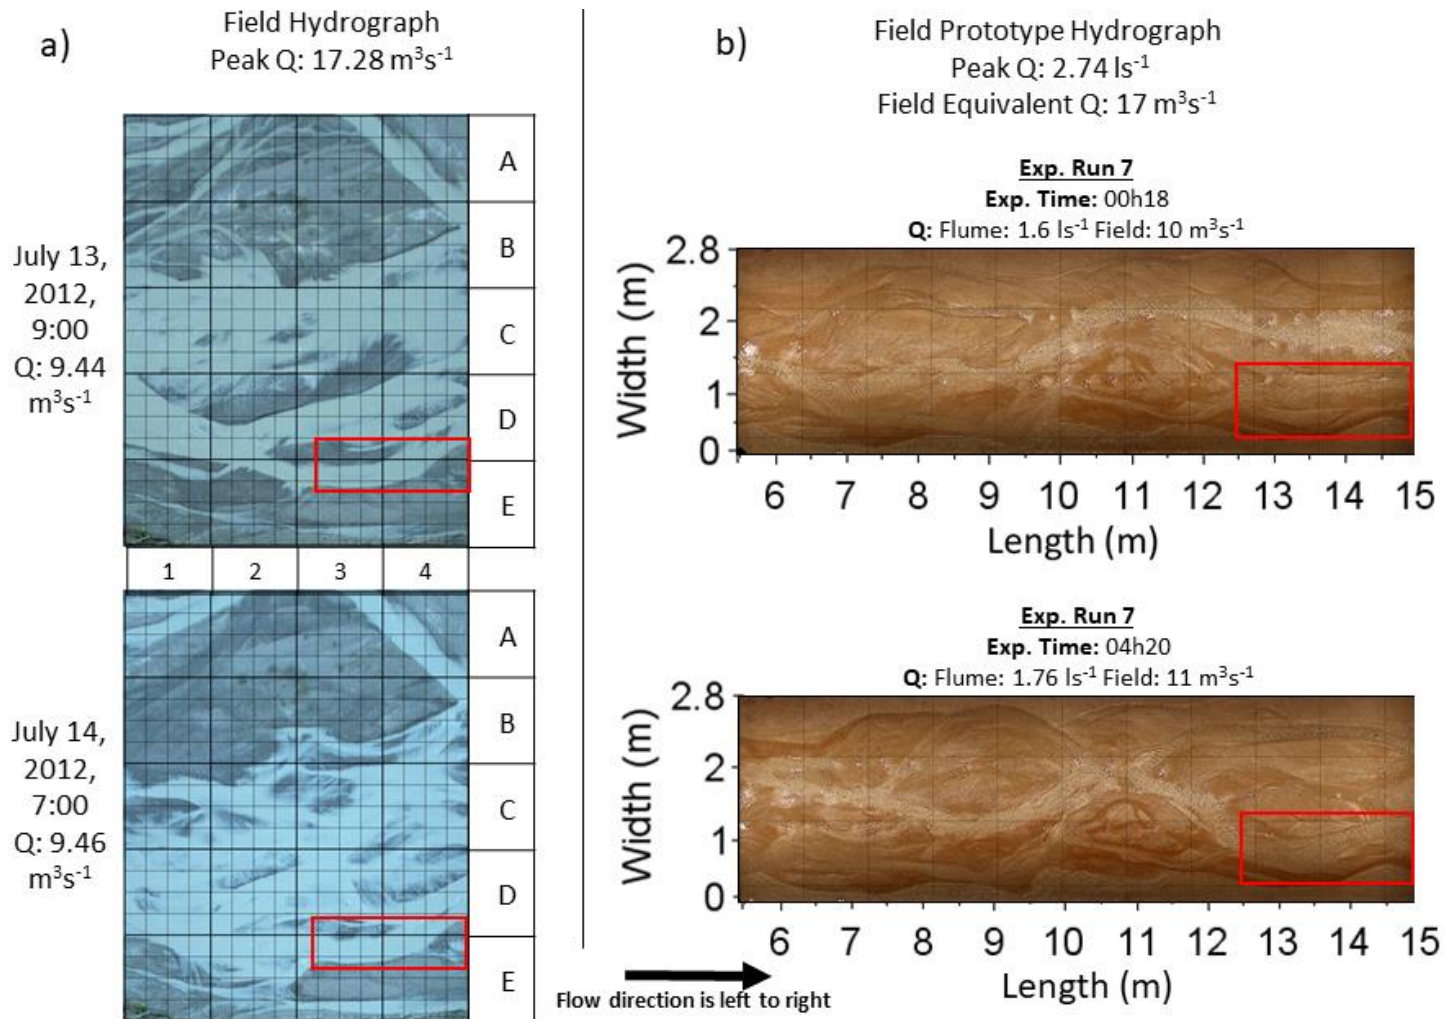 a)
Field Hydrograph
Peak Q: 17.28 m³s⁻¹
July 13,
2012,
9:00
Q: 9.44
m³s⁻¹
A
B
C
D
E
1 2 3 4
July 14,
2012,
7:00
Q: 9.46
m³s⁻¹
A
B
C
D
E
b)
Field Prototype Hydrograph
Peak Q: 2.74 ls⁻¹
Field Equivalent Q: 17 m³s⁻¹
Exp. Run 7
Exp. Time: 00h18
Q: Flume: 1.6 ls⁻¹ Field: 10 m³s⁻¹
Width (m)
2.8
2
1
0
6 7 8 9 10 11 12 13 14 15
Length (m)
Exp. Run 7
Exp. Time: 04h20
Q: Flume: 1.76 ls⁻¹ Field: 11 m³s⁻¹
Width (m)
2.8
2
1
0
6 7 8 9 10 11 12 13 14 15
Length (m)
Flow direction is left to right